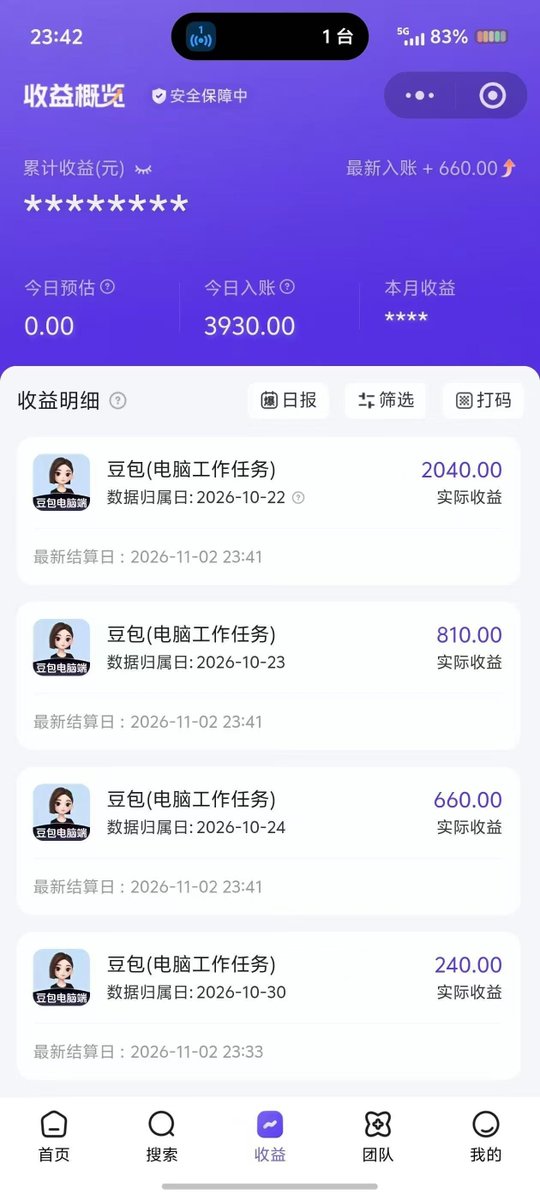 23:42
1
1 台
5G
83%
收益概览
安全保障中
累计收益(元)
最新入账 + 660.00
********
今日预估
今日入账
本月收益
0.00
3930.00
****
收益明细
爆
日报
筛选
打码
豆包(电脑工作任务)
2040.00
豆包电脑端
数据归属日: 2026-10-22
实际收益
最新结算日：2026-11-02 23:41
豆包(电脑工作任务)
810.00
豆包电脑端
数据归属日: 2026-10-23
实际收益
最新结算日：2026-11-02 23:41
豆包(电脑工作任务)
660.00
豆包电脑端
数据归属日: 2026-10-24
实际收益
最新结算日：2026-11-02 23:41
豆包(电脑工作任务)
240.00
豆包电脑端
数据归属日: 2026-10-30
实际收益
最新结算日：2026-11-02 23:33
首页
搜索
收益
团队
我的